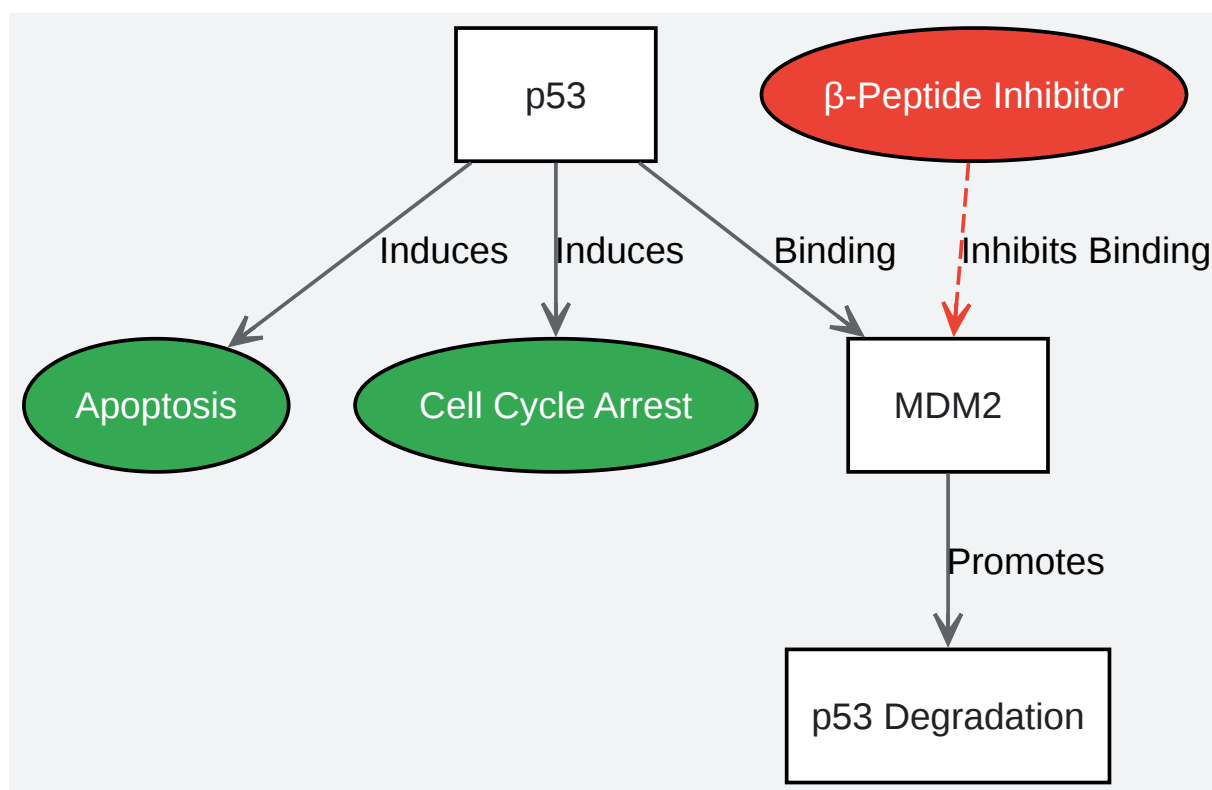 p53
β-Peptide Inhibitor
Induces
Induces
Binding
Inhibits Binding
Apoptosis
Cell Cycle Arrest
MDM2
Promotes
p53 Degradation